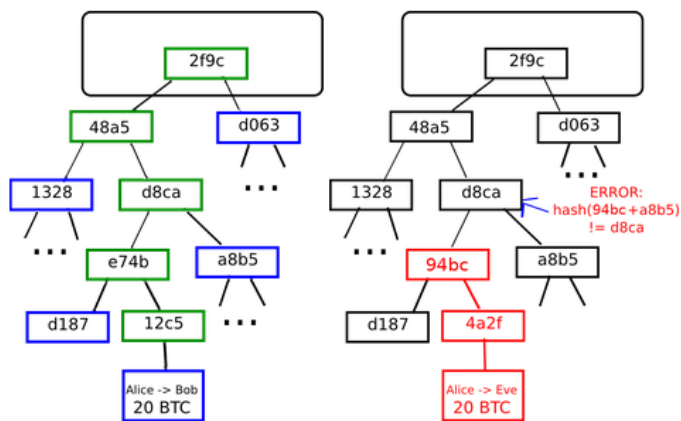 2f9c
48a5
d063
1328
d8ca
...
...
e74b
a8b5
d187
12c5
...
Alice -> Bob
20 BTC
2f9c
48a5
d063
1328
d8ca
...
ERROR:
hash(94bc+a8b5)
!= d8ca
94bc
a8b5
d187
4a2f
Alice -> Eve
20 BTC